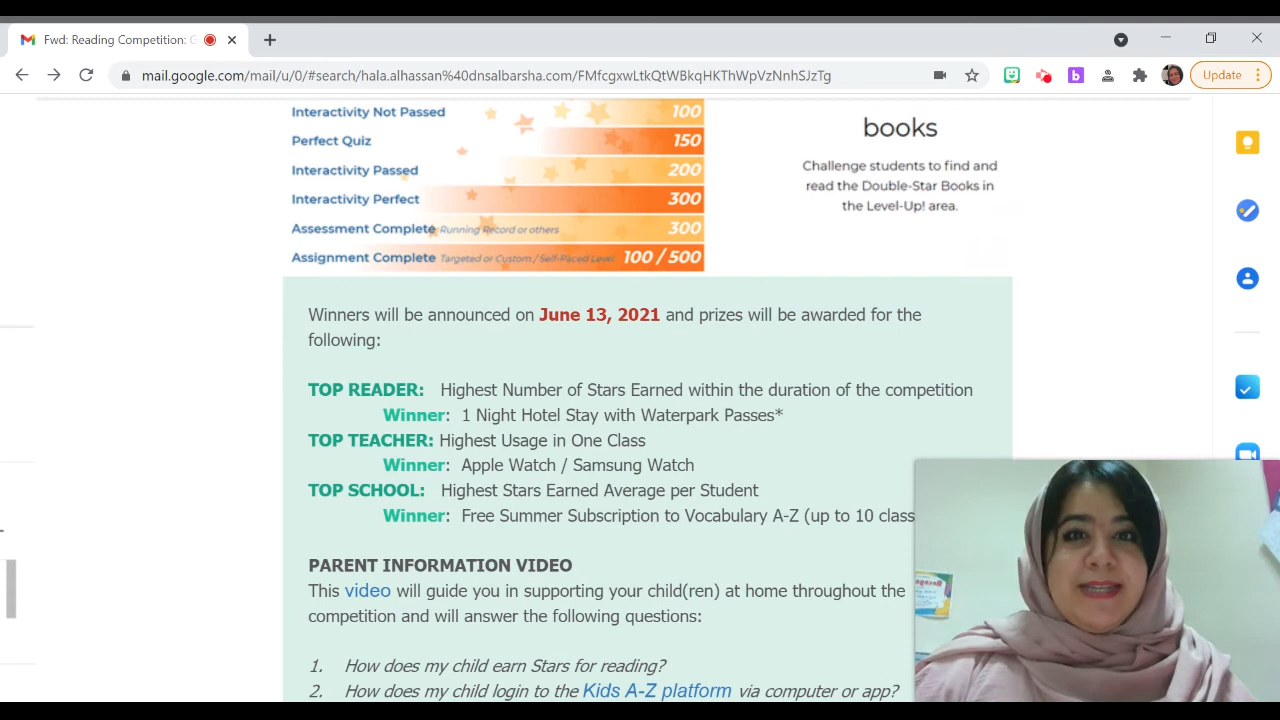 Fwd: Reading Competition: G
mail.google.com/mail/u/0/#search/hala.alhassan%40dnsalbarsha.com/FMfcgxwLtkQtWBkqHKThWpVzNnhSJzTg
Update
Interactivity Not Passed 100
Perfect Quiz 150
Interactivity Passed 200
Interactivity Perfect 300
Assessment Complete Running Record or others 300
Assignment Complete Targeted or Custom / Self-Paced Level 100 / 500
books
Challenge students to find and
read the Double-Star Books in
the Level-Up! area.
Winners will be announced on June 13, 2021 and prizes will be awarded for the
following:
TOP READER: Highest Number of Stars Earned within the duration of the competition
Winner: 1 Night Hotel Stay with Waterpark Passes*
TOP TEACHER: Highest Usage in One Class
Winner: Apple Watch / Samsung Watch
TOP SCHOOL: Highest Stars Earned Average per Student
Winner: Free Summer Subscription to Vocabulary A-Z (up to 10 class
PARENT INFORMATION VIDEO
This video will guide you in supporting your child(ren) at home throughout the
competition and will answer the following questions:
1. How does my child earn Stars for reading?
2. How does my child login to the Kids A-Z platform via computer or app?